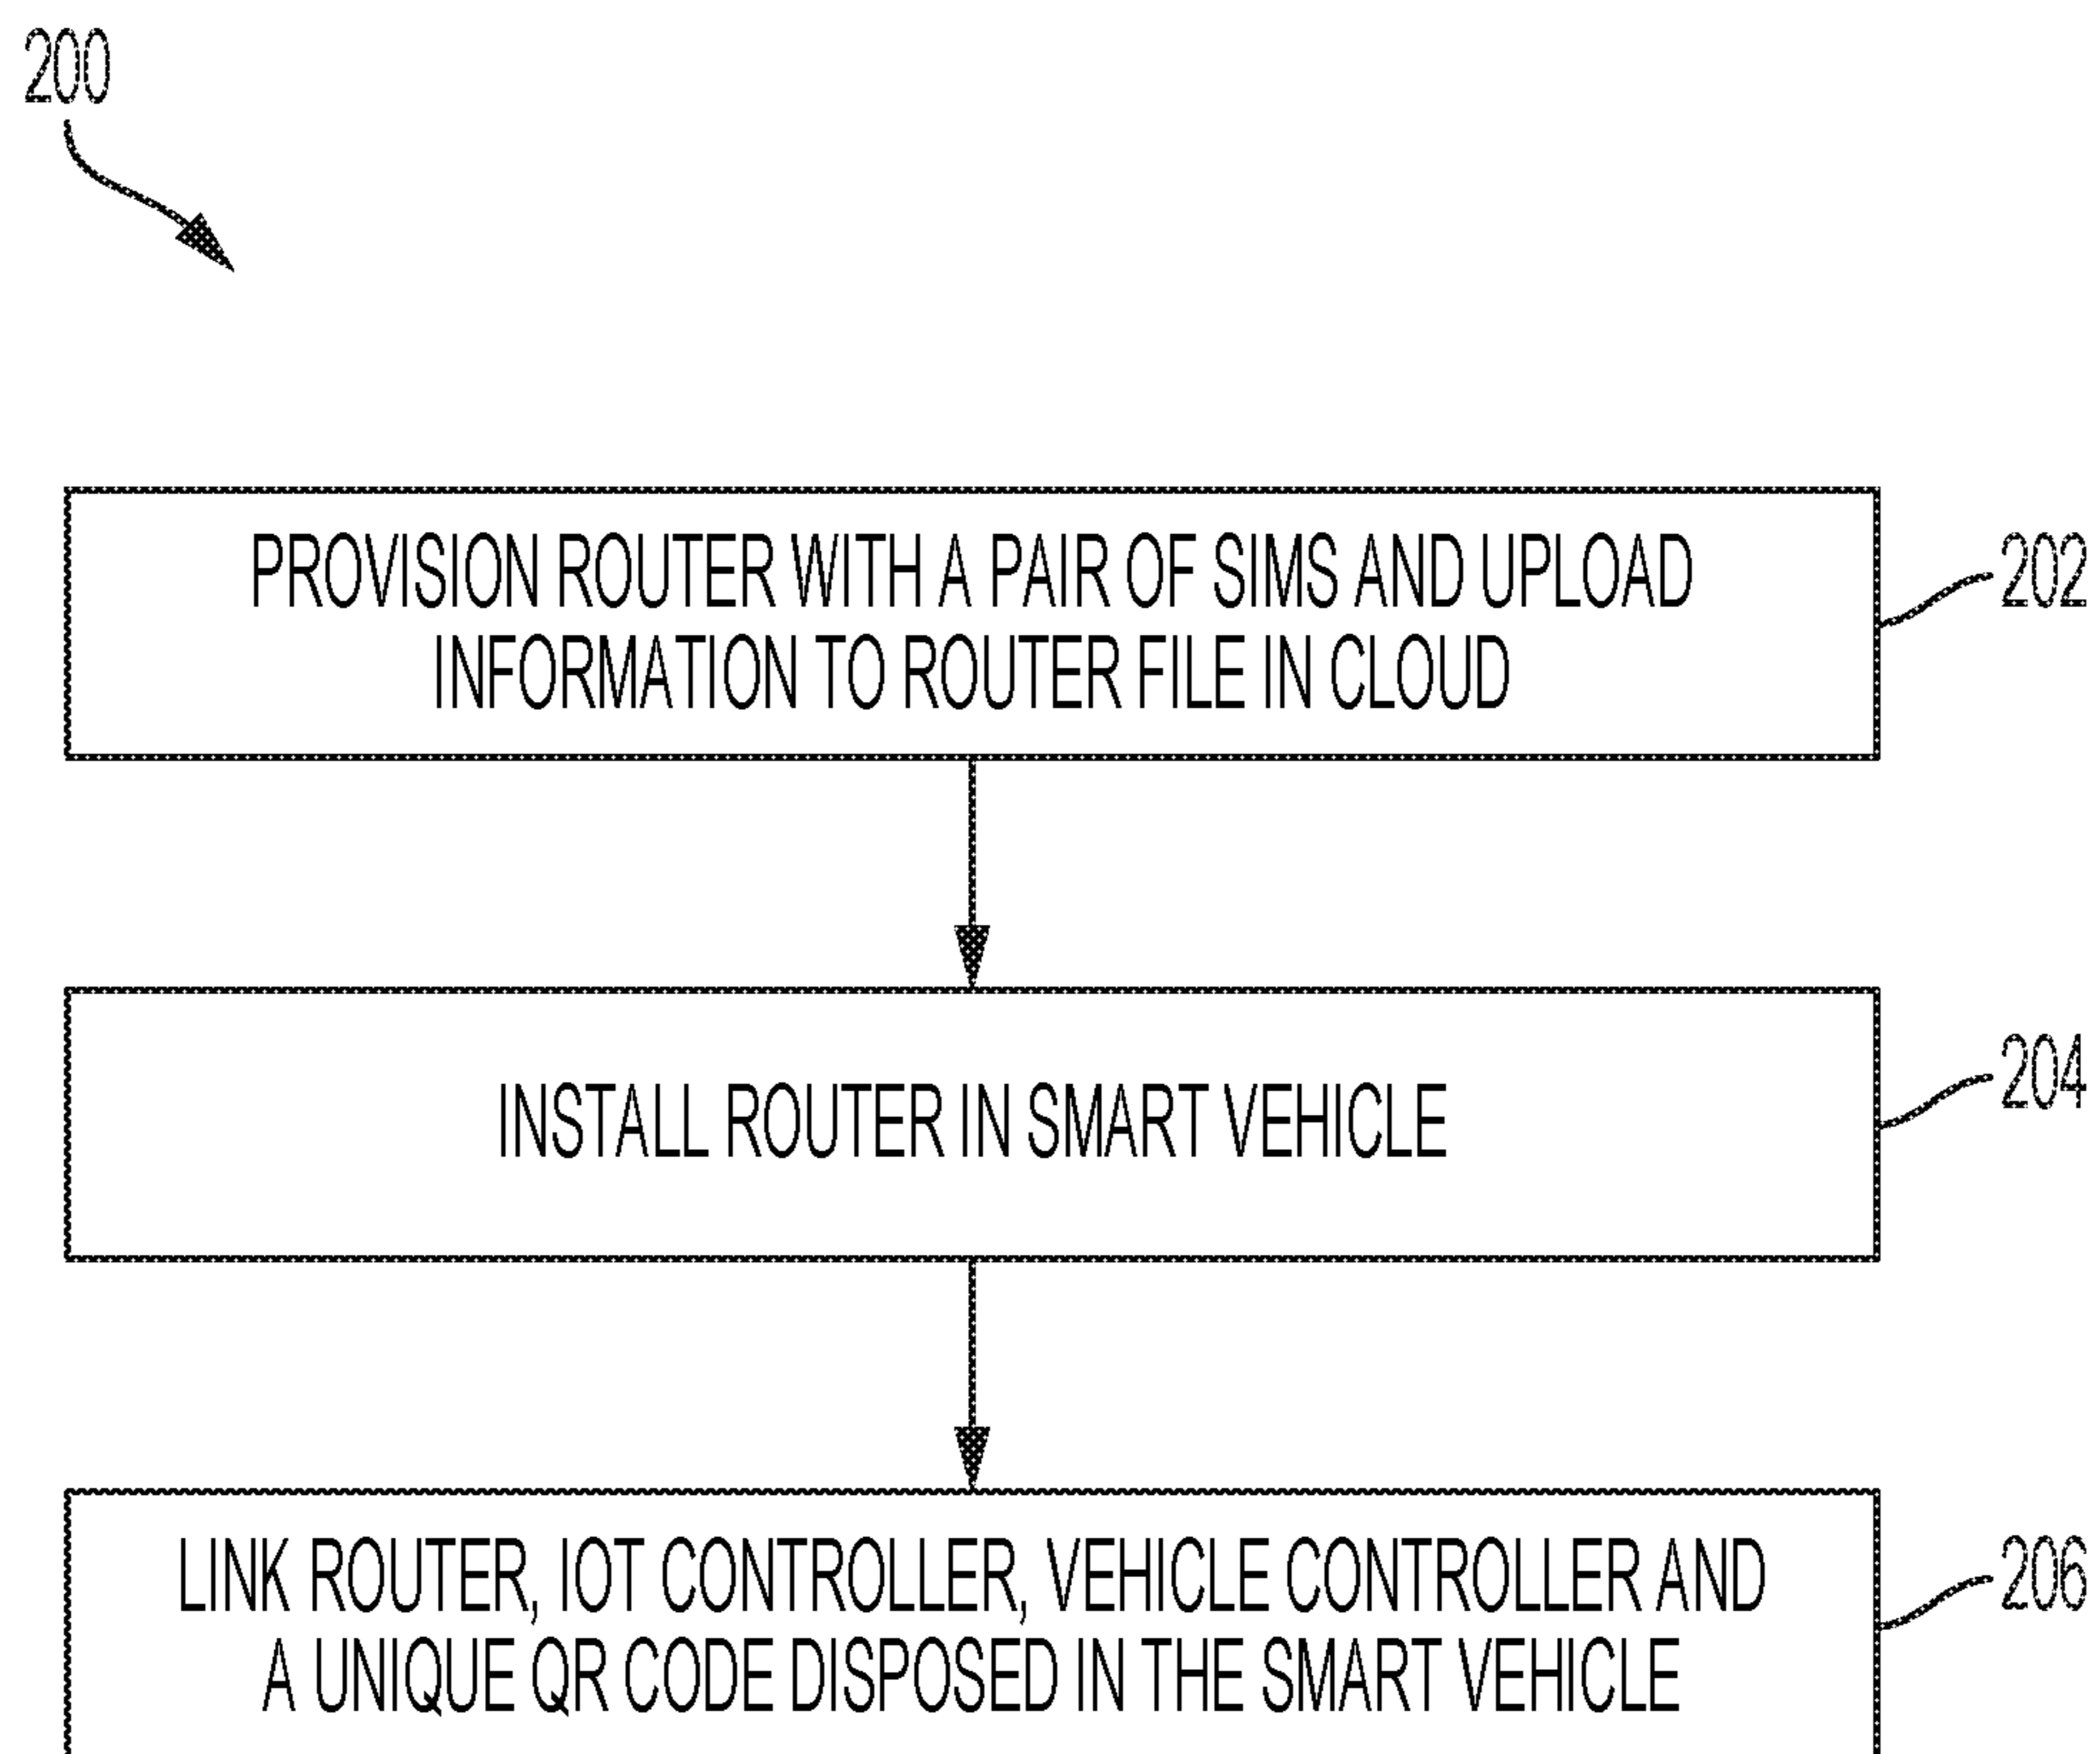 200
PROVISION ROUTER WITH A PAIR OF SIMS AND UPLOAD
INFORMATION TO ROUTER FILE IN CLOUD
202
INSTALL ROUTER IN SMART VEHICLE
204
LINK ROUTER, IOT CONTROLLER, VEHICLE CONTROLLER AND
A UNIQUE QR CODE DISPOSED IN THE SMART VEHICLE
206